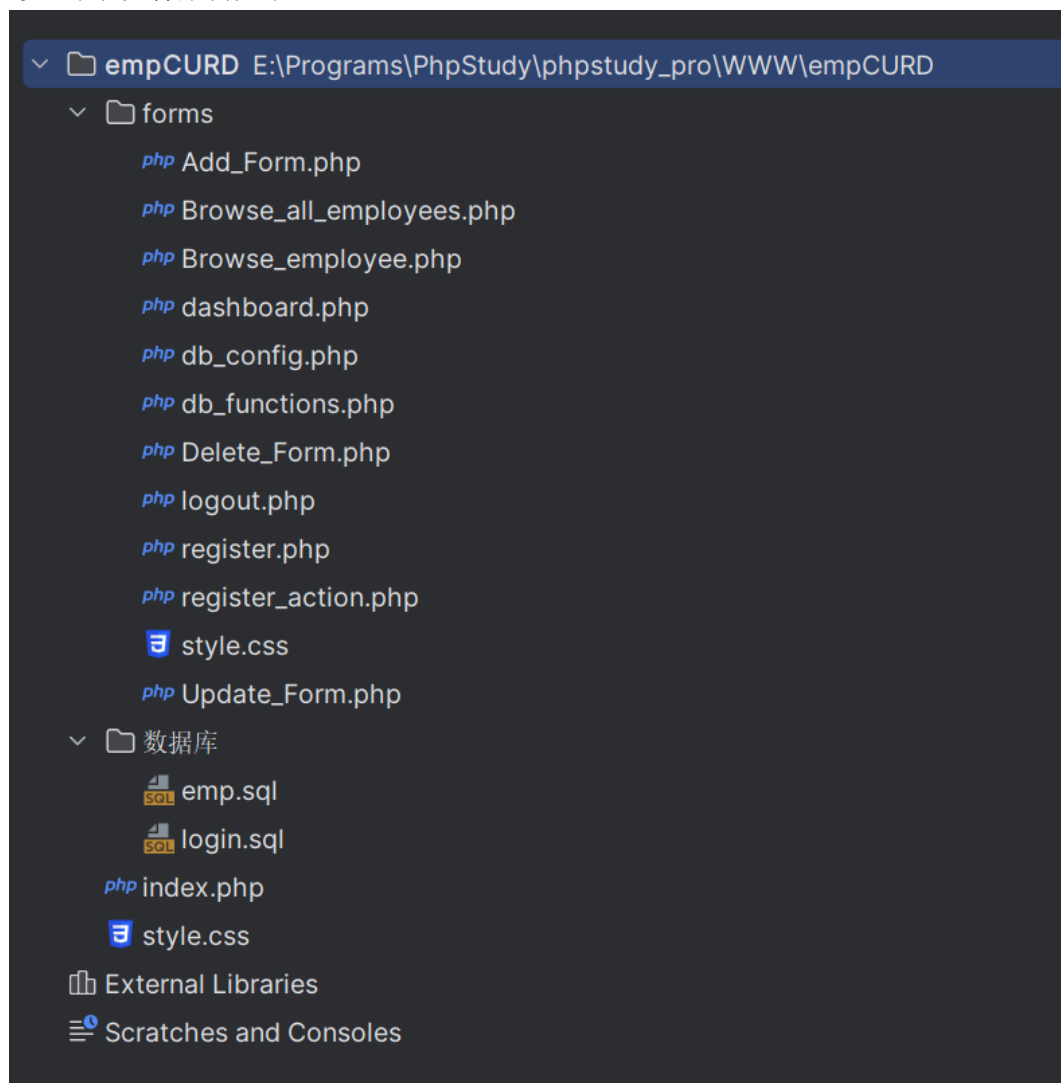 empCURD E:\Programs\PhpStudy\phpstudy_pro\WWW\empCURD
forms
php Add_Form.php
php Browse_all_employees.php
php Browse_employee.php
php dashboard.php
php db_config.php
php db_functions.php
php Delete_Form.php
php logout.php
php register.php
php register_action.php
style.css
php Update_Form.php
数据库
SQL emp.sql
SQL login.sql
php index.php
style.css
External Libraries
Scratches and Consoles